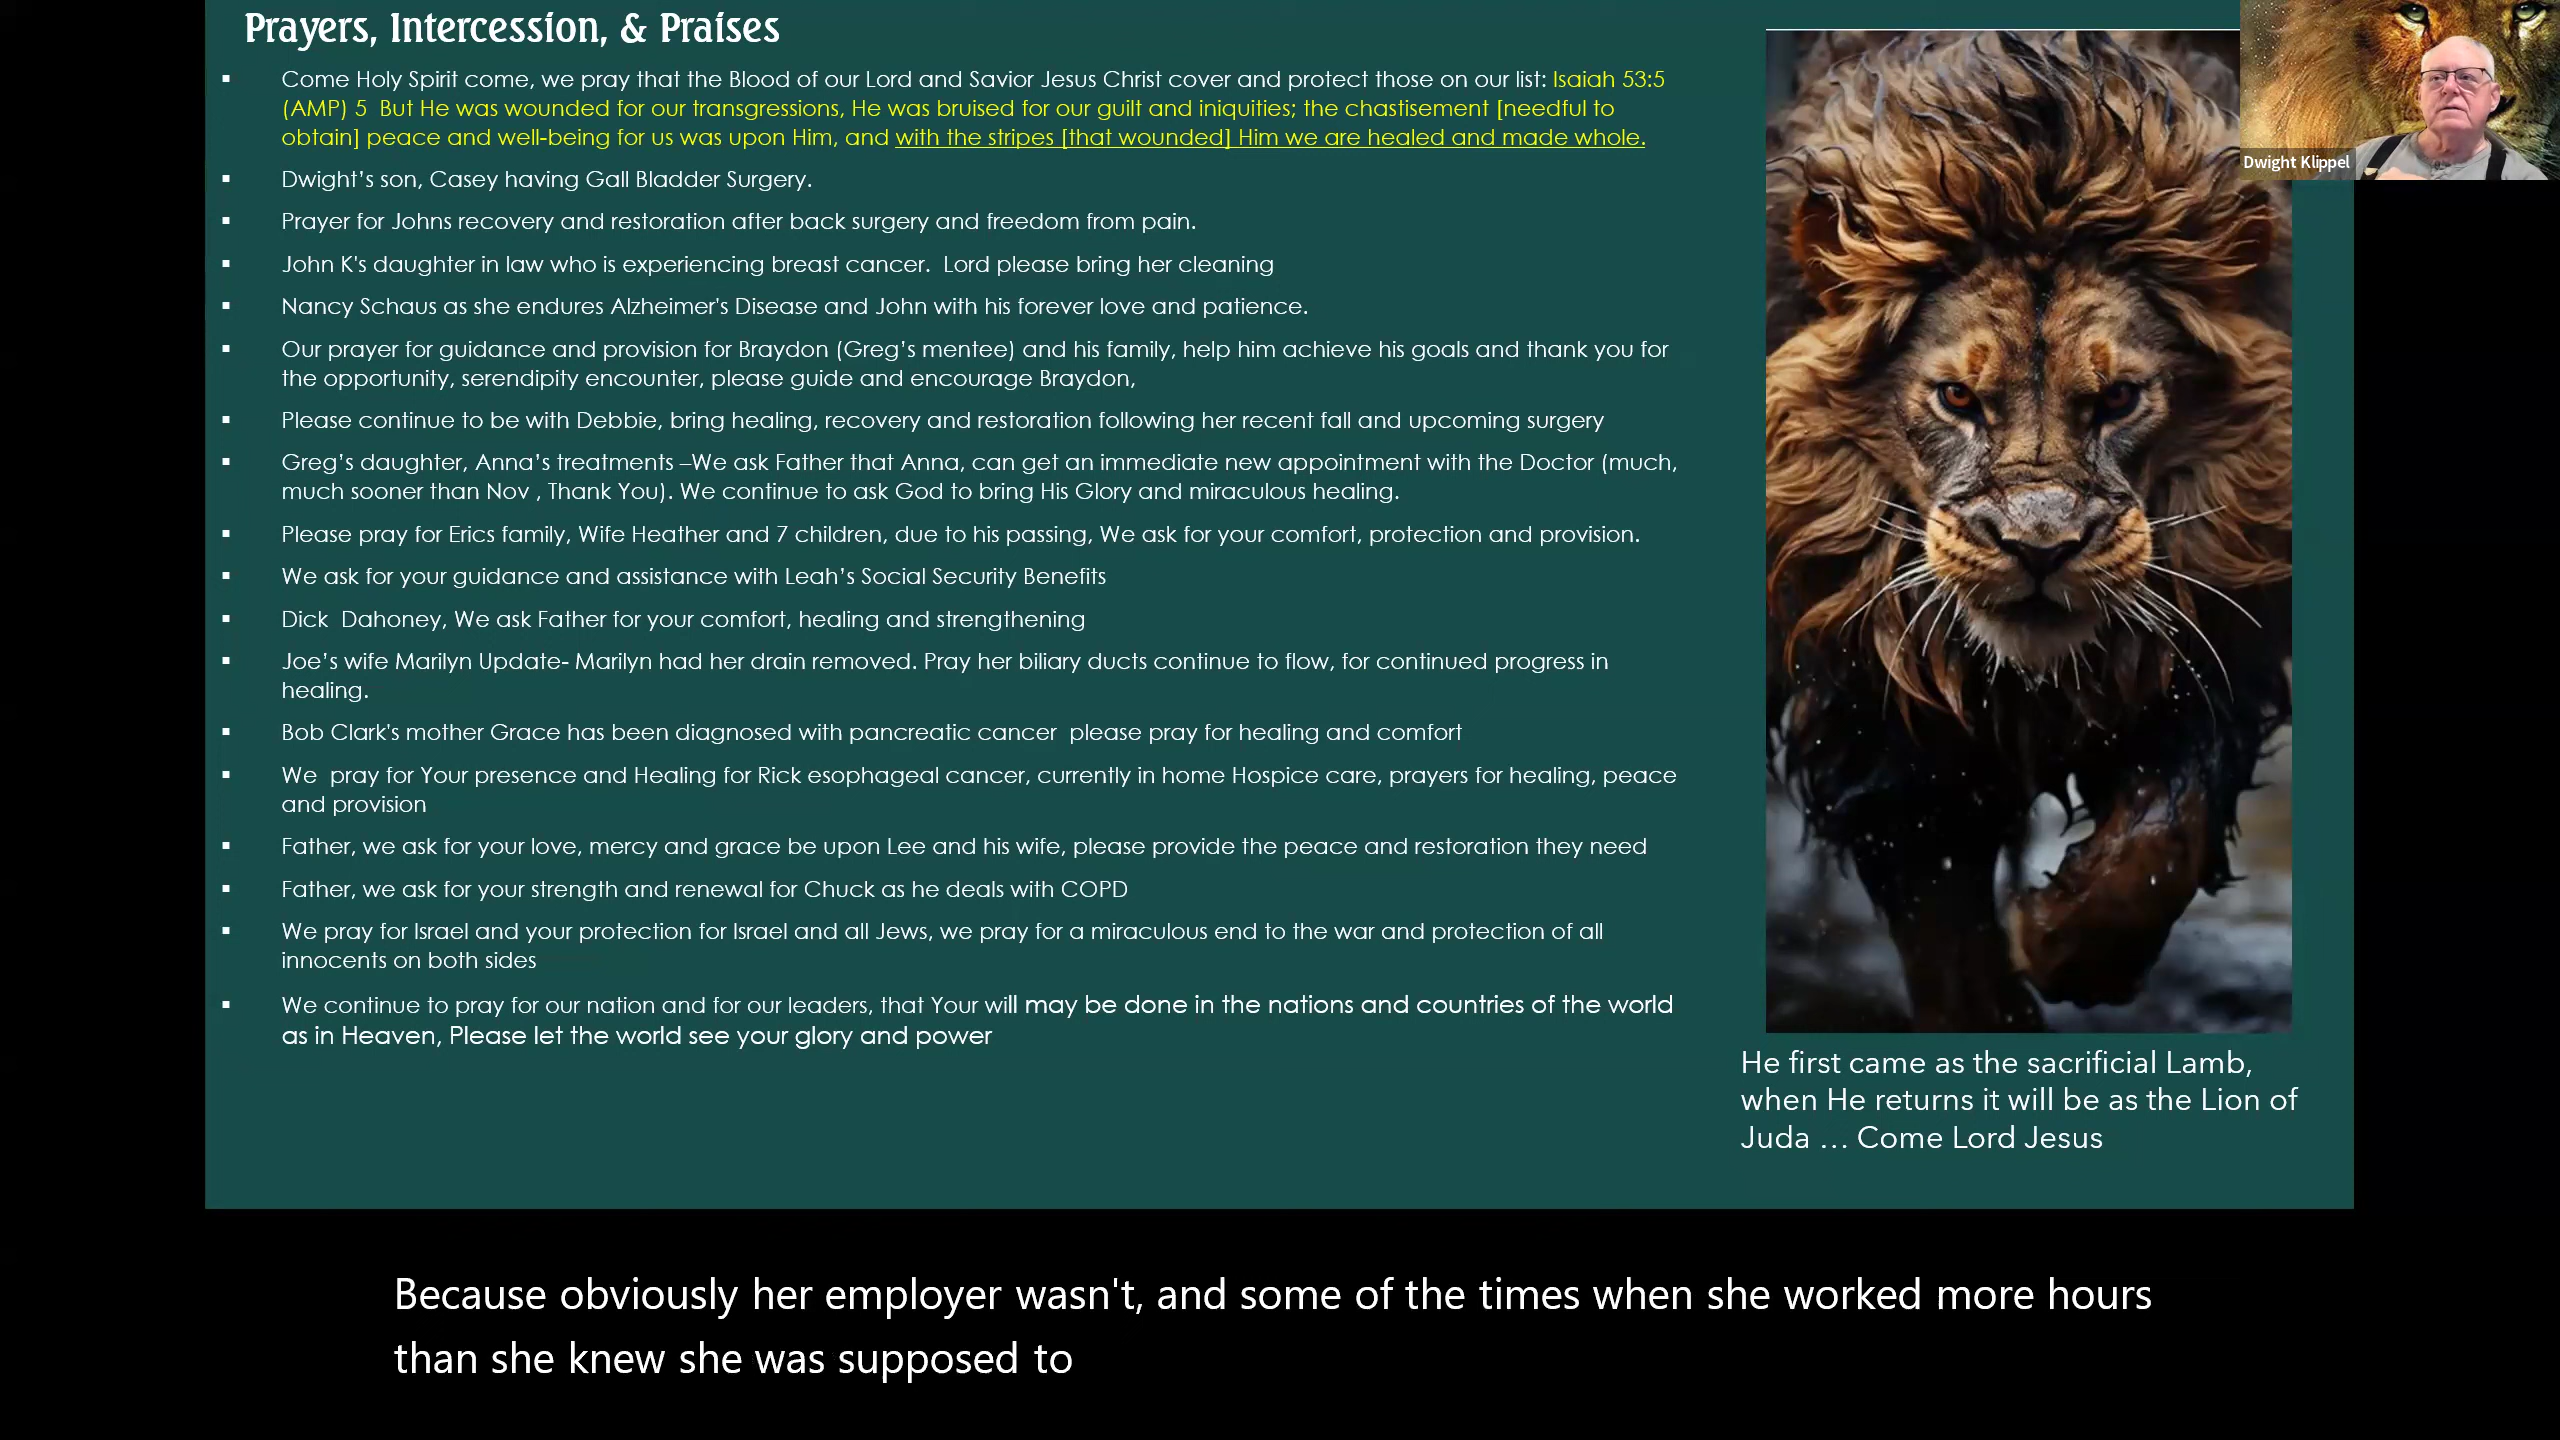 Prayers, Intercession, & Praises
▪ Come Holy Spirit come, we pray that the Blood of our Lord and Savior Jesus Christ cover and protect those on our list: Isaiah 53:5
(AMP) 5  But He was wounded for our transgressions, He was bruised for our guilt and iniquities; the chastisement [needful to
obtain] peace and well-being for us was upon Him, and with the stripes [that wounded] Him we are healed and made whole.
▪ Dwight’s son, Casey having Gall Bladder Surgery.
▪ Prayer for Johns recovery and restoration after back surgery and freedom from pain.
▪ John K's daughter in law who is experiencing breast cancer.  Lord please bring her cleaning
▪ Nancy Schaus as she endures Alzheimer's Disease and John with his forever love and patience.
▪ Our prayer for guidance and provision for Braydon (Greg’s mentee) and his family, help him achieve his goals and thank you for
the opportunity, serendipity encounter, please guide and encourage Braydon,
▪ Please continue to be with Debbie, bring healing, recovery and restoration following her recent fall and upcoming surgery
▪ Greg’s daughter, Anna’s treatments –We ask Father that Anna, can get an immediate new appointment with the Doctor (much,
much sooner than Nov , Thank You). We continue to ask God to bring His Glory and miraculous healing.
▪ Please pray for Erics family, Wife Heather and 7 children, due to his passing, We ask for your comfort, protection and provision.
▪ We ask for your guidance and assistance with Leah’s Social Security Benefits
▪ Dick  Dahoney, We ask Father for your comfort, healing and strengthening
▪ Joe’s wife Marilyn Update- Marilyn had her drain removed. Pray her biliary ducts continue to flow, for continued progress in
healing.
▪ Bob Clark's mother Grace has been diagnosed with pancreatic cancer  please pray for healing and comfort
▪ We  pray for Your presence and Healing for Rick esophageal cancer, currently in home Hospice care, prayers for healing, peace
and provision
▪ Father, we ask for your love, mercy and grace be upon Lee and his wife, please provide the peace and restoration they need
▪ Father, we ask for your strength and renewal for Chuck as he deals with COPD
▪ We pray for Israel and your protection for Israel and all Jews, we pray for a miraculous end to the war and protection of all
innocents on both sides
▪ We continue to pray for our nation and for our leaders, that Your will may be done in the nations and countries of the world
as in Heaven, Please let the world see your glory and power
Dwight Klippel
He first came as the sacrificial Lamb,
when He returns it will be as the Lion of
Juda … Come Lord Jesus
Because obviously her employer wasn't, and some of the times when she worked more hours
than she knew she was supposed to